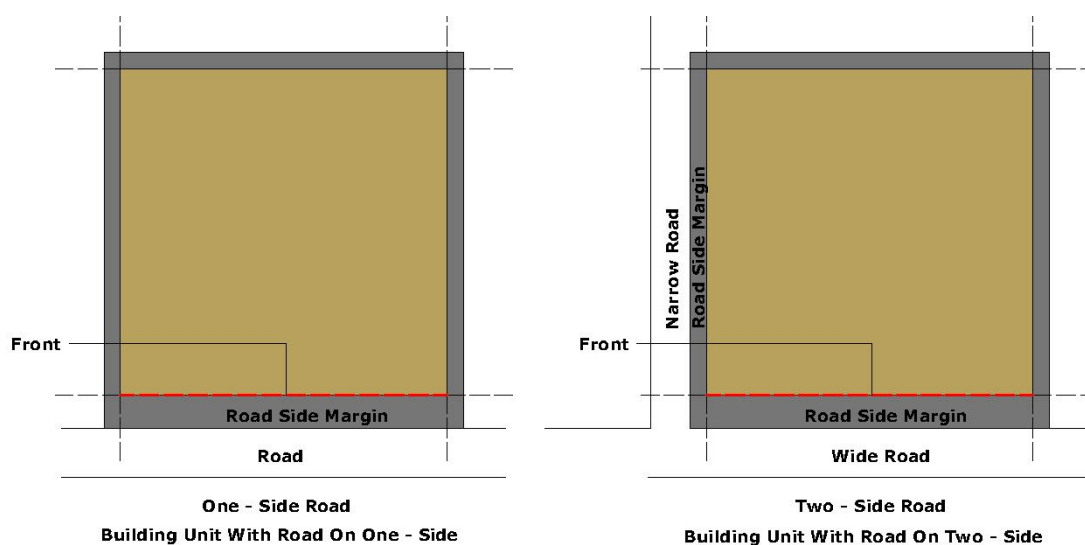 Front
Road Side Margin
Road
One - Side Road
Building Unit With Road On One - Side
Narrow Road
Road Side Margin
Front
Road Side Margin
Wide Road
Two - Side Road
Building Unit With Road On Two - Side